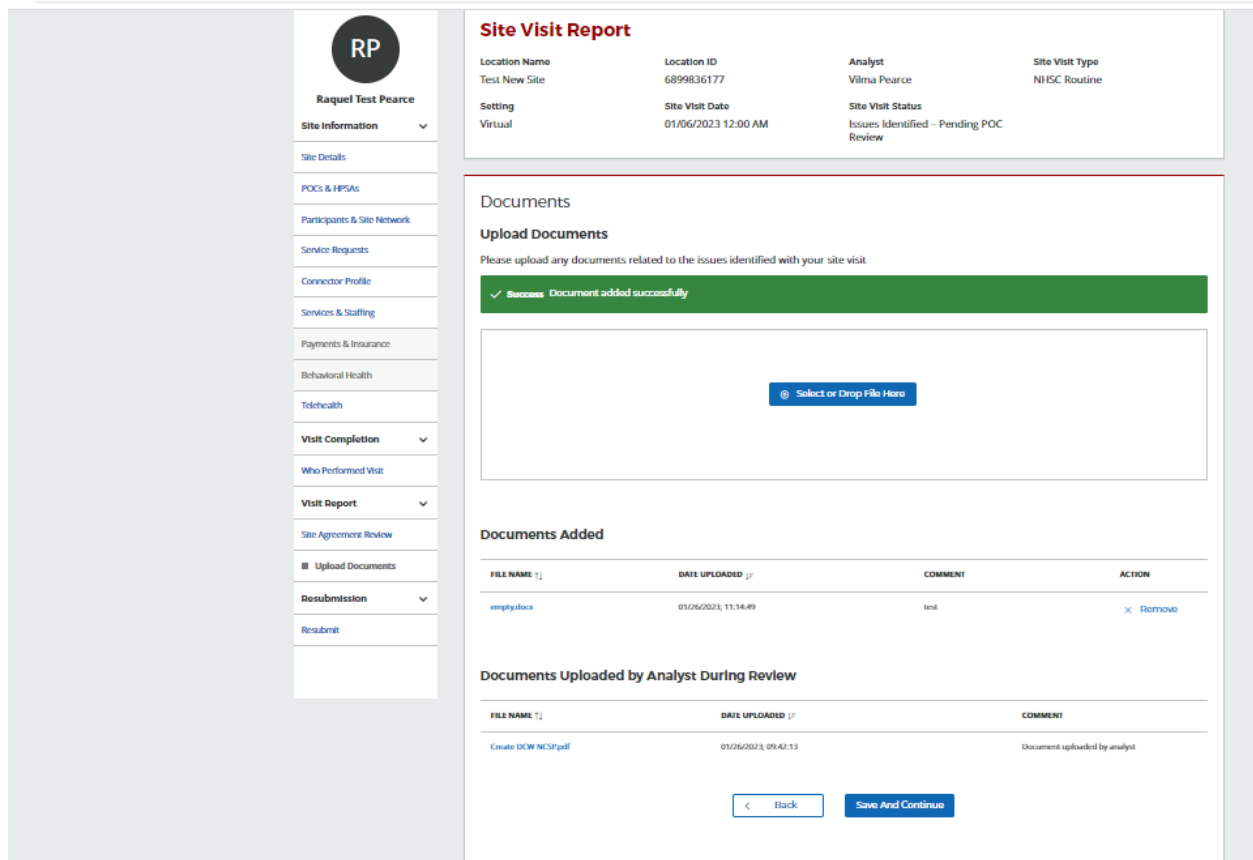 RP
Raquel Test Pearce
Site Information
Site Details
POCs & HPSAs
Participants & Site Network
Service Requests
Connector Profile
Services & Staffing
Payments & Insurance
Behavioral Health
Telehealth
Visit Completion
Who Performed Visit
Visit Report
Site Agreement Review
Upload Documents
Resubmission
Resubmit
Site Visit Report
Location Name Location ID Analyst Site Visit Type
Test New Site 6899836177 Vilma Pearce NHSC Routine
Setting Site Visit Date Site Visit Status
Virtual 01/06/2023 12:00 AM Issues Identified – Pending POC
Review
Documents
Upload Documents
Please upload any documents related to the issues identified with your site visit
Success Document added successfully
Select or Drop File Here
Documents Added
FILE NAME DATE UPLOADED COMMENT ACTION
empty.docx 01/26/2023, 11:14:49 test Remove
Documents Uploaded by Analyst During Review
FILE NAME DATE UPLOADED COMMENT
Create DCW NCSP.pdf 01/26/2023, 09:42:13 Document uploaded by analyst
Back Save And Continue